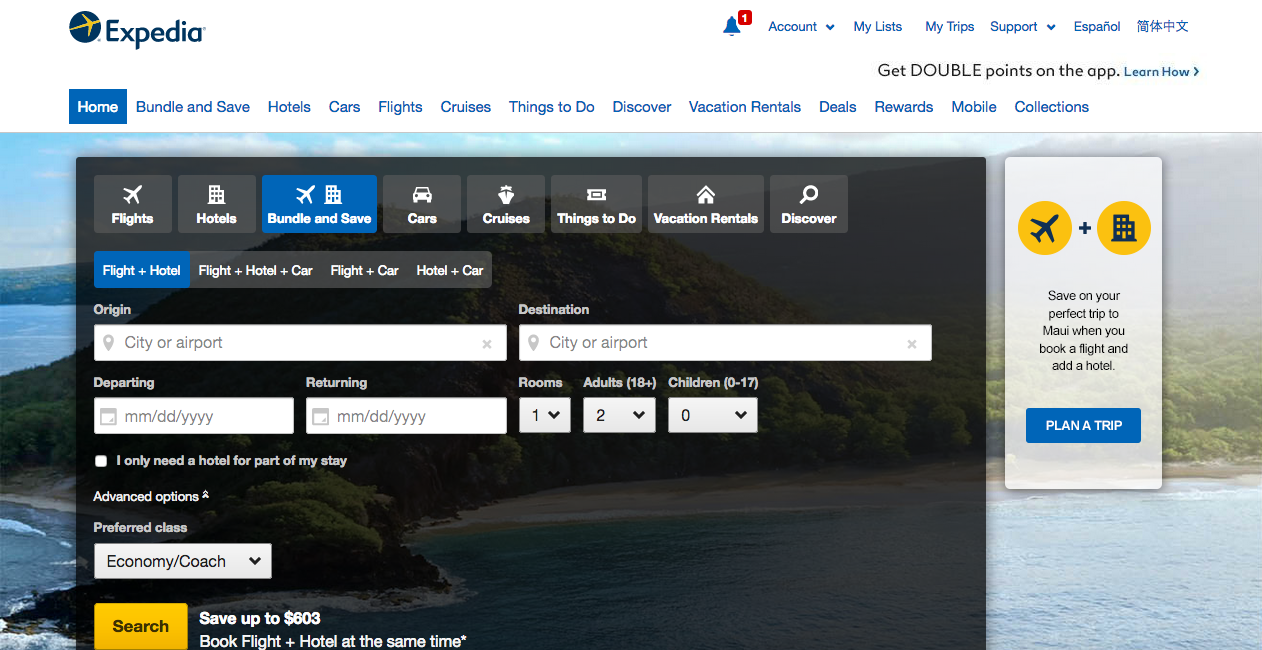 Expedia
1
Account
My Lists
My Trips
Support
Español
简体中文
Get DOUBLE points on the app. Learn How
Home
Bundle and Save
Hotels
Cars
Flights
Cruises
Things to Do
Discover
Vacation Rentals
Deals
Rewards
Mobile
Collections
Flights
Hotels
Bundle and Save
Cars
Cruises
Things to Do
Vacation Rentals
Discover
Flight + Hotel
Flight + Hotel + Car
Flight + Car
Hotel + Car
Origin
Destination
City or airport
City or airport
Departing
Returning
Rooms
Adults (18+)
Children (0-17)
mm/dd/yyyy
mm/dd/yyyy
1
2
0
I only need a hotel for part of my stay
Advanced options
Preferred class
Economy/Coach
Search
Save up to $603
Book Flight + Hotel at the same time*
+
Save on your
perfect trip to
Maui when you
book a flight and
add a hotel.
PLAN A TRIP